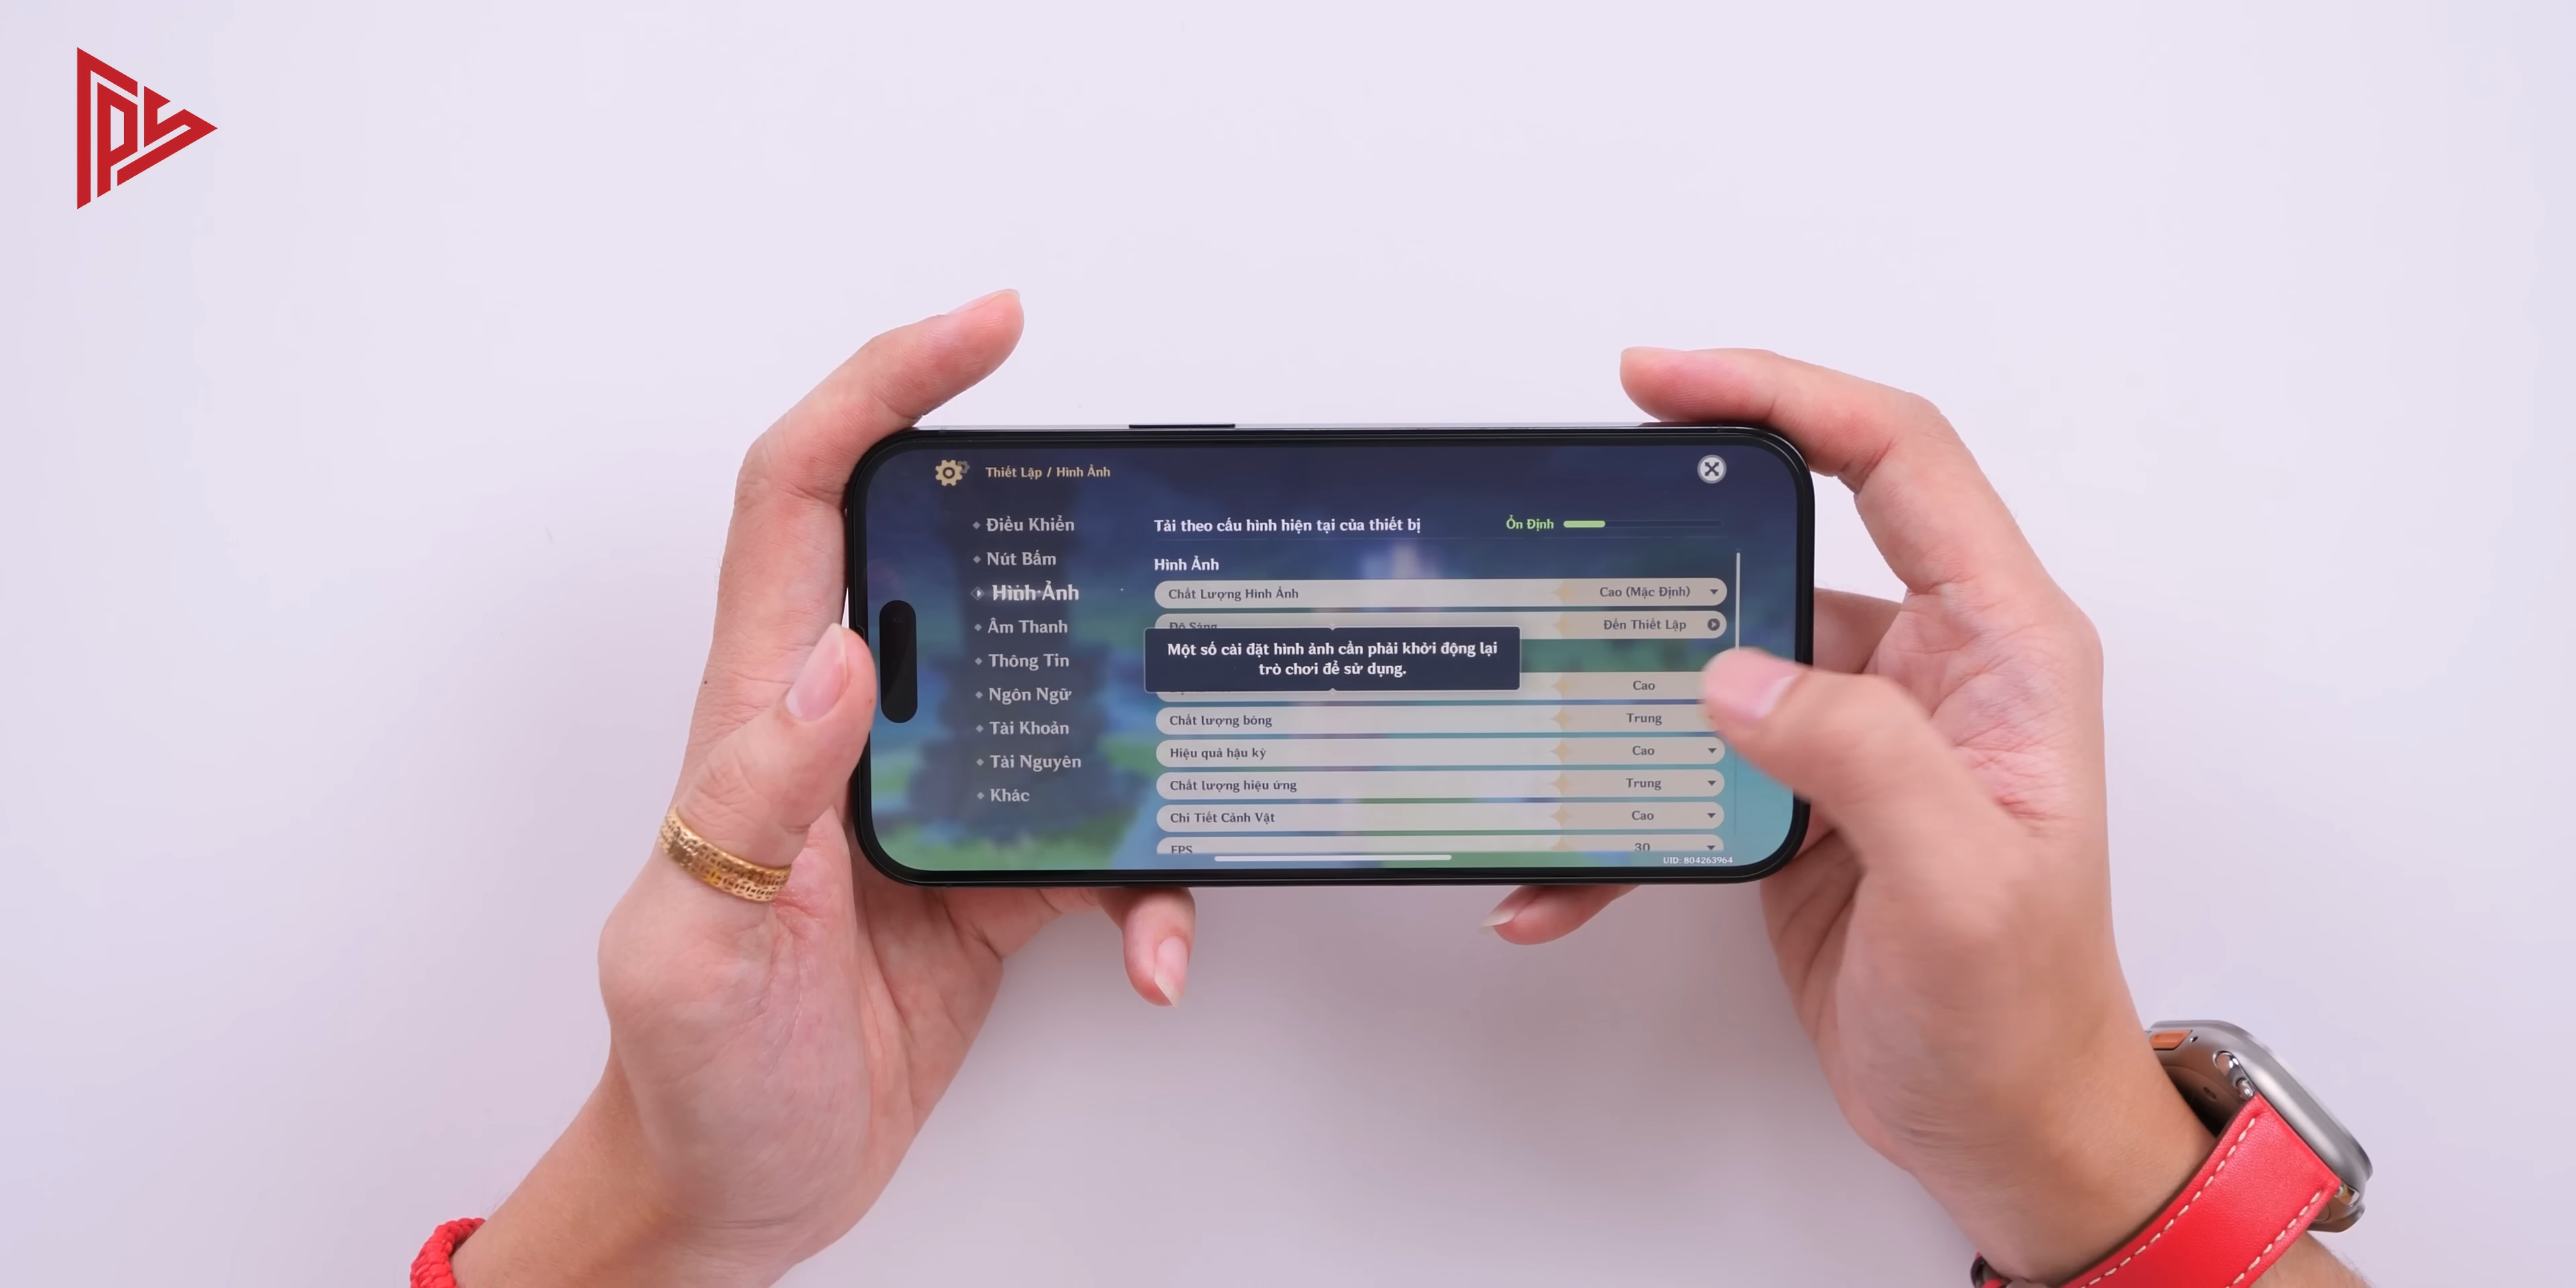 Thiết Lập / Hình Ảnh
Điều Khiển
Nút Bấm
Hình Ảnh
Âm Thanh
Thông Tin
Ngôn Ngữ
Tài Khoản
Tài Nguyên
Khác
Tải theo cấu hình hiện tại của thiết bị
Ổn Định
Hình Ảnh
Chất Lượng Hình Ảnh
Cao (Mặc Định)
Độ Sáng
Đến Thiết Lập
Một số cài đặt hình ảnh cần phải khởi động lại
trò chơi để sử dụng.
Cao
Chất lượng bóng
Trung
Hiệu quả hậu kỳ
Cao
Chất lượng hiệu ứng
Trung
Chi Tiết Cảnh Vật
Cao
FPS
30
UID: 804263964